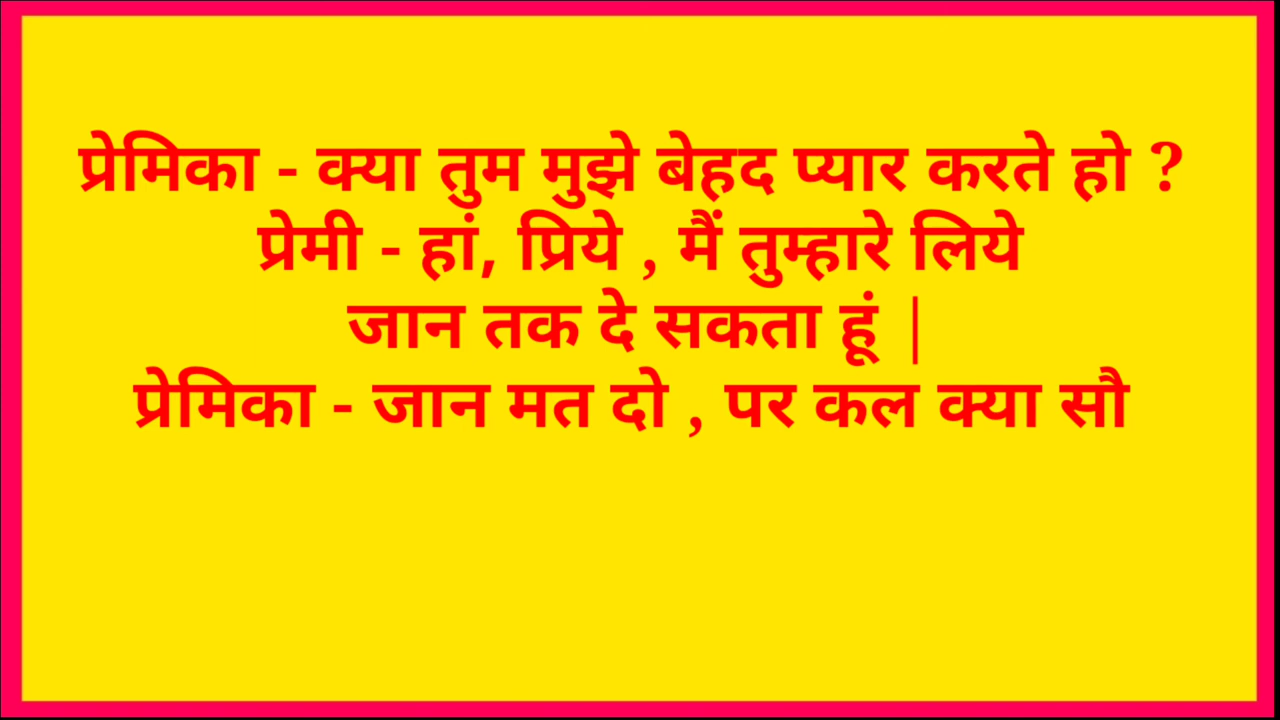 प्रेमिका - क्या तुम मुझे बेहद प्यार करते हो ?
प्रेमी - हां, प्रिये , मैं तुम्हारे लिये
जान तक दे सकता हूं |
प्रेमिका - जान मत दो , पर कल क्या सौ